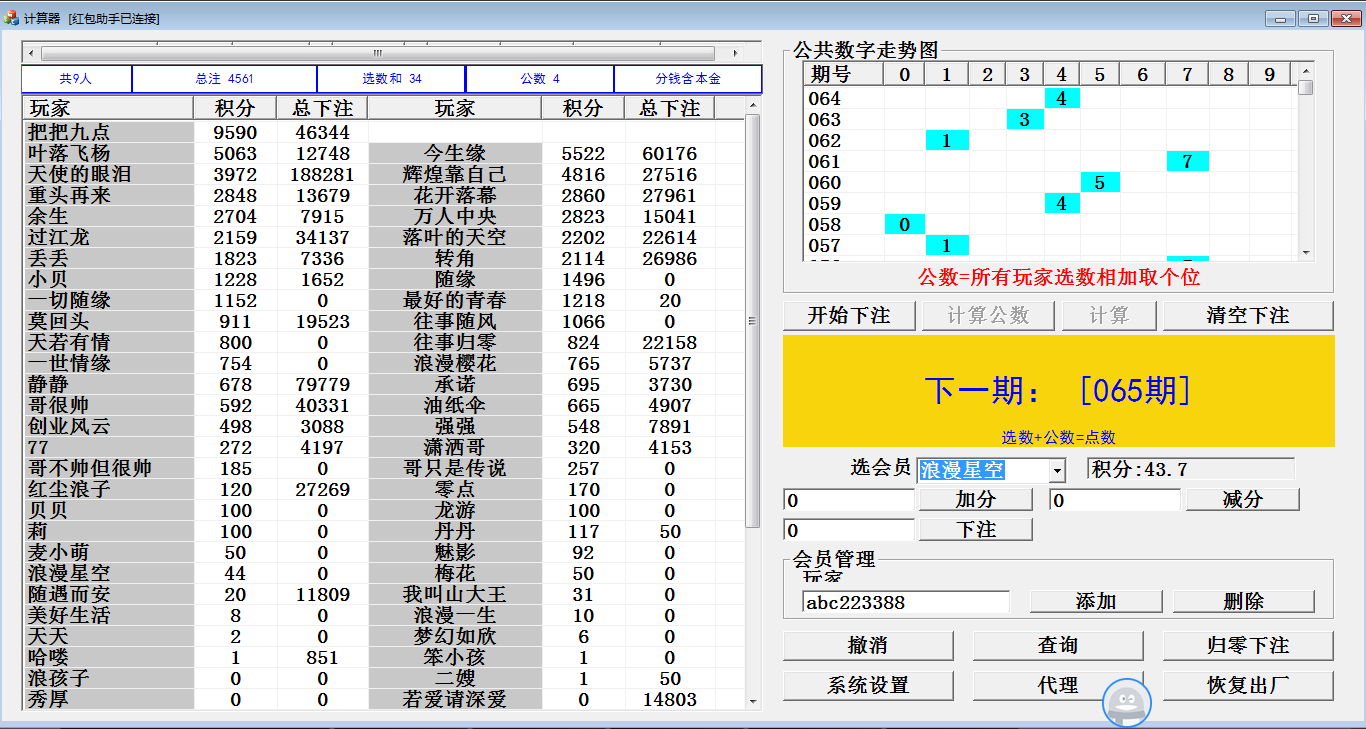 计算器 [红包助手已连接]
共9人 总注 4561 选数和 34 公数 4 分钱含本金
玩家 积分 总下注 玩家 积分 总下注
把把九点 9590 46344
叶落飞杨 5063 12748 今生缘 5522 60176
天使的眼泪 3972 188281 辉煌靠自己 4816 27516
重头再来 2848 13679 花开落幕 2860 27961
余生 2704 7915 万人中央 2823 15041
过江龙 2159 34137 落叶的天空 2202 22614
丢丢 1823 7336 转角 2114 26986
小贝 1228 1652 随缘 1496 0
一切随缘 1152 0 最好的青春 1218 20
莫回头 911 19523 往事随风 1066 0
天若有情 800 0 往事归零 824 22158
一世情缘 754 0 浪漫樱花 765 5737
静静 678 79779 承诺 695 3730
哥很帅 592 40331 油纸伞 665 4907
创业风云 498 3088 强强 548 7891
77 272 4197 潇洒哥 320 4153
哥不帅但很帅 185 0 哥只是传说 257 0
红尘浪子 120 27269 零点 170 0
贝贝 100 0 龙游 100 0
莉 100 0 丹丹 117 50
麦小萌 50 0 魅影 92 0
浪漫星空 44 0 梅花 50 0
随遇而安 20 11809 我叫山大王 31 0
美好生活 8 0 浪漫一生 10 0
天天 2 0 梦幻如欣 6 0
哈喽 1 851 笨小孩 1 0
浪孩子 0 0 二嫂 1 50
秀厚 0 0 若爱请深爱 0 14803
公共数字走势图
期号 0 1 2 3 4 5 6 7 8 9
064 4
063 3
062 1
061 7
060 5
059 4
058 0
057 1
公数=所有玩家选数相加取个位
开始下注 计算公数 计算 清空下注
下一期： [065期]
选数+公数=点数
选会员 浪漫星空 积分:43.7
0 加分 0 减分
0 下注
会员管理
玩家
abc223388 添加 删除
撤消 查询 归零下注
系统设置 代理 恢复出厂